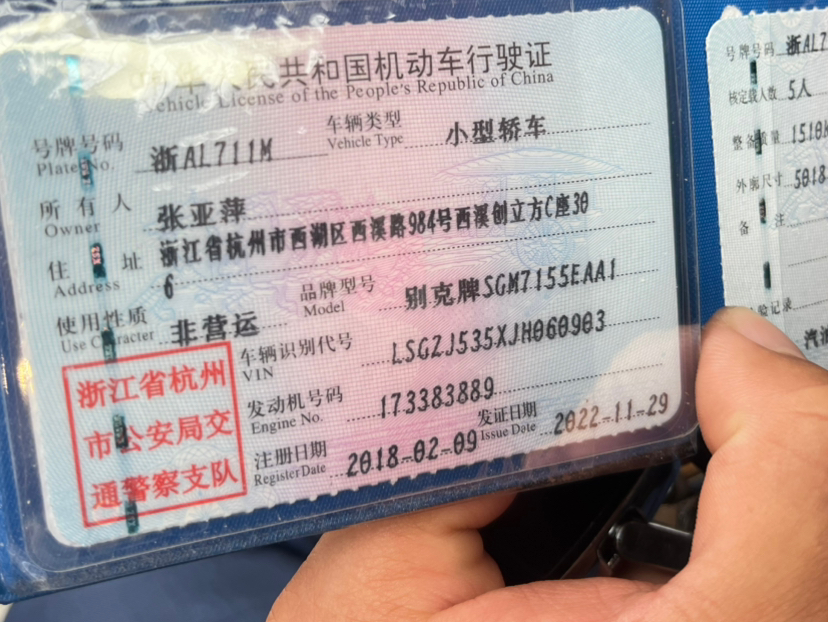 人民共和国机动车行驶证
Vehicle License of the People's Republic of China
号牌号码 浙AL711M 车辆类型 小型轿车
Plate No. Vehicle Type
所有人 张亚萍
Owner
住址 浙江省杭州市西湖区西溪路984号西溪创立方C座30
Address 6
使用性质 非营运 品牌型号 别克牌SGM7155EAA1
Use Character Model
车辆识别代号 LSGZJ535XJH060903
VIN
发动机号码 173383889
Engine No.
注册日期 2018-02-09 发证日期 2022-11-29
Register Date Issue Date
浙江省杭州
市公安局交
通警察支队
号牌号码 浙AL7
核定载人数 5人
整备质量 1510
外廓尺寸 5018
备注
验记录
汽油